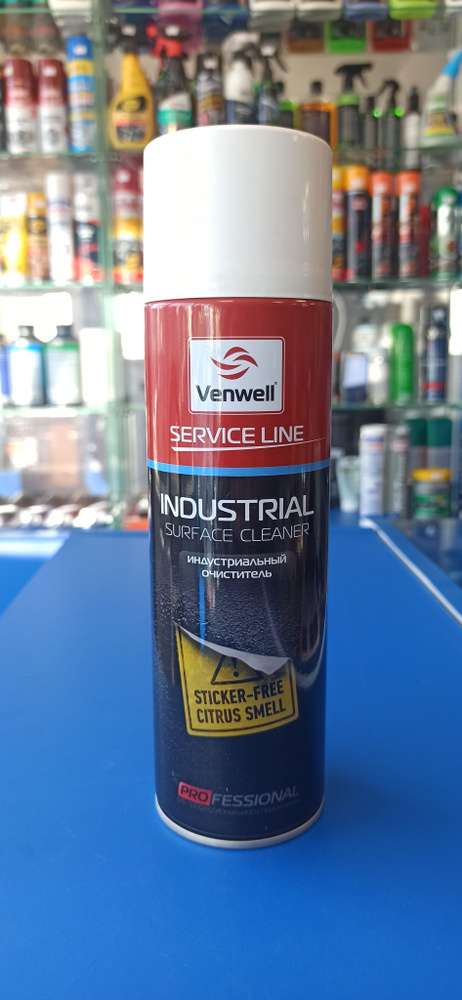 Venwell
SERVICE LINE
INDUSTRIAL
SURFACE CLEANER
индустриальный
очиститель
STICKER-FREE
CITRUS SMELL
PROFESSIONAL